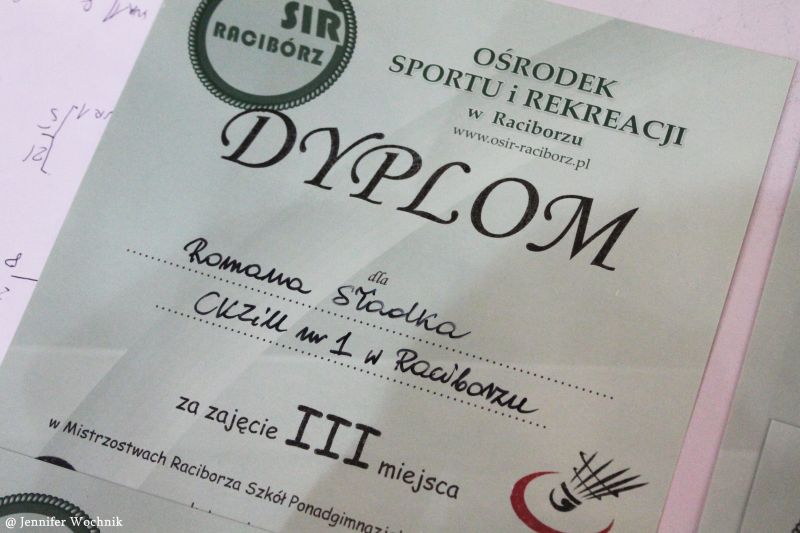 SIR
RACIBÓRZ
OŚRODEK
SPORTU i REKREACJI
w Raciborzu
www.osir-raciborz.pl
DYPLOM
dla
Romana Sładka
CKZiU nr 1 w Raciborzu
za zajęcie III miejsca
w Mistrzostwach Raciborza Szkół Ponadgimnazj
@ Jennifer Wochnik